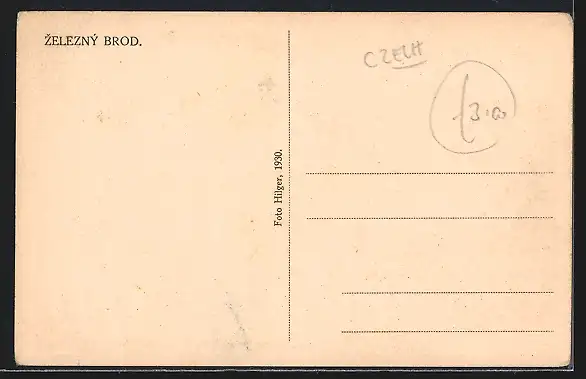 ŽELEZNÝ BROD.
CZECH
£3.00
Foto Hilger, 1930.